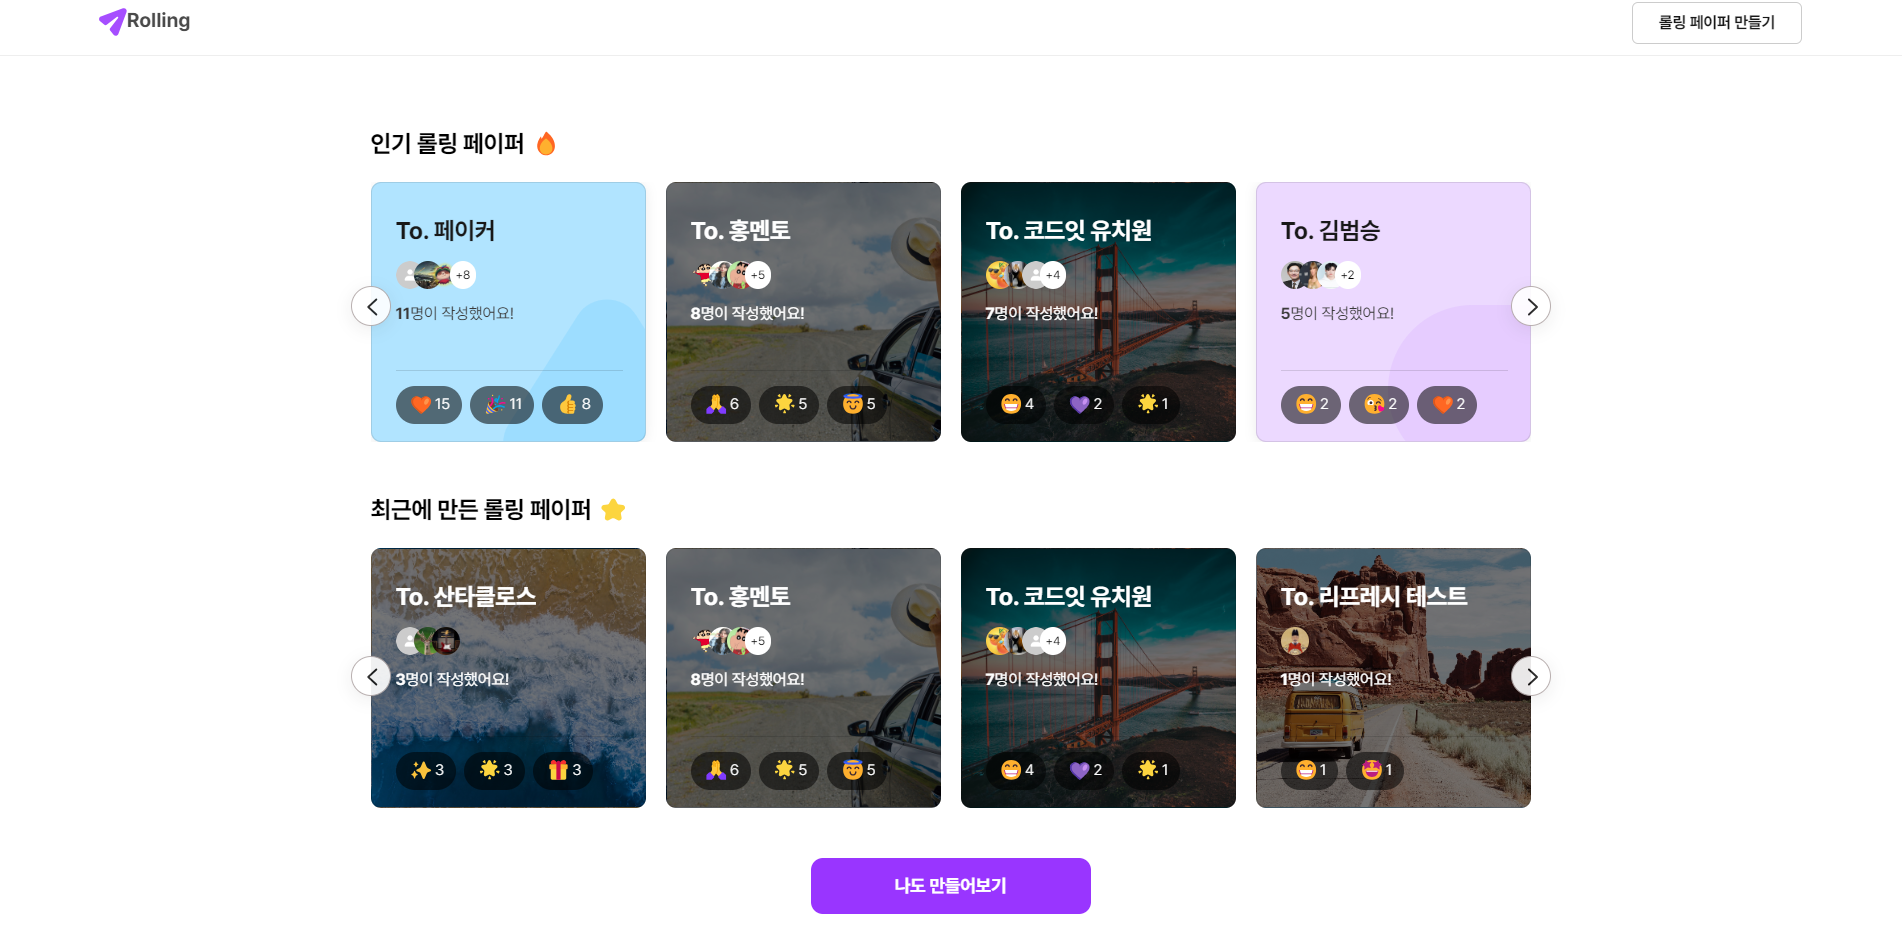 Rolling
롤링 페이퍼 만들기
인기 롤링 페이퍼 🔥
To. 페이커
+8
11명이 작성했어요!
❤️ 15 🎉 11 👍 8
To. 홍멘토
+5
8명이 작성했어요!
🙏 6 🌟 5 😇 5
To. 코드잇 유치원
+4
7명이 작성했어요!
😁 4 💜 2 🌟 1
To. 김범승
+2
5명이 작성했어요!
😁 2 😘 2 ❤️ 2
최근에 만든 롤링 페이퍼 ⭐
To. 산타클로스
3명이 작성했어요!
✨ 3 🌟 3 🎁 3
To. 홍멘토
+5
8명이 작성했어요!
🙏 6 🌟 5 😇 5
To. 코드잇 유치원
+4
7명이 작성했어요!
😁 4 💜 2 🌟 1
To. 리프레시 테스트
1명이 작성했어요!
😁 1 🤩 1
나도 만들어보기